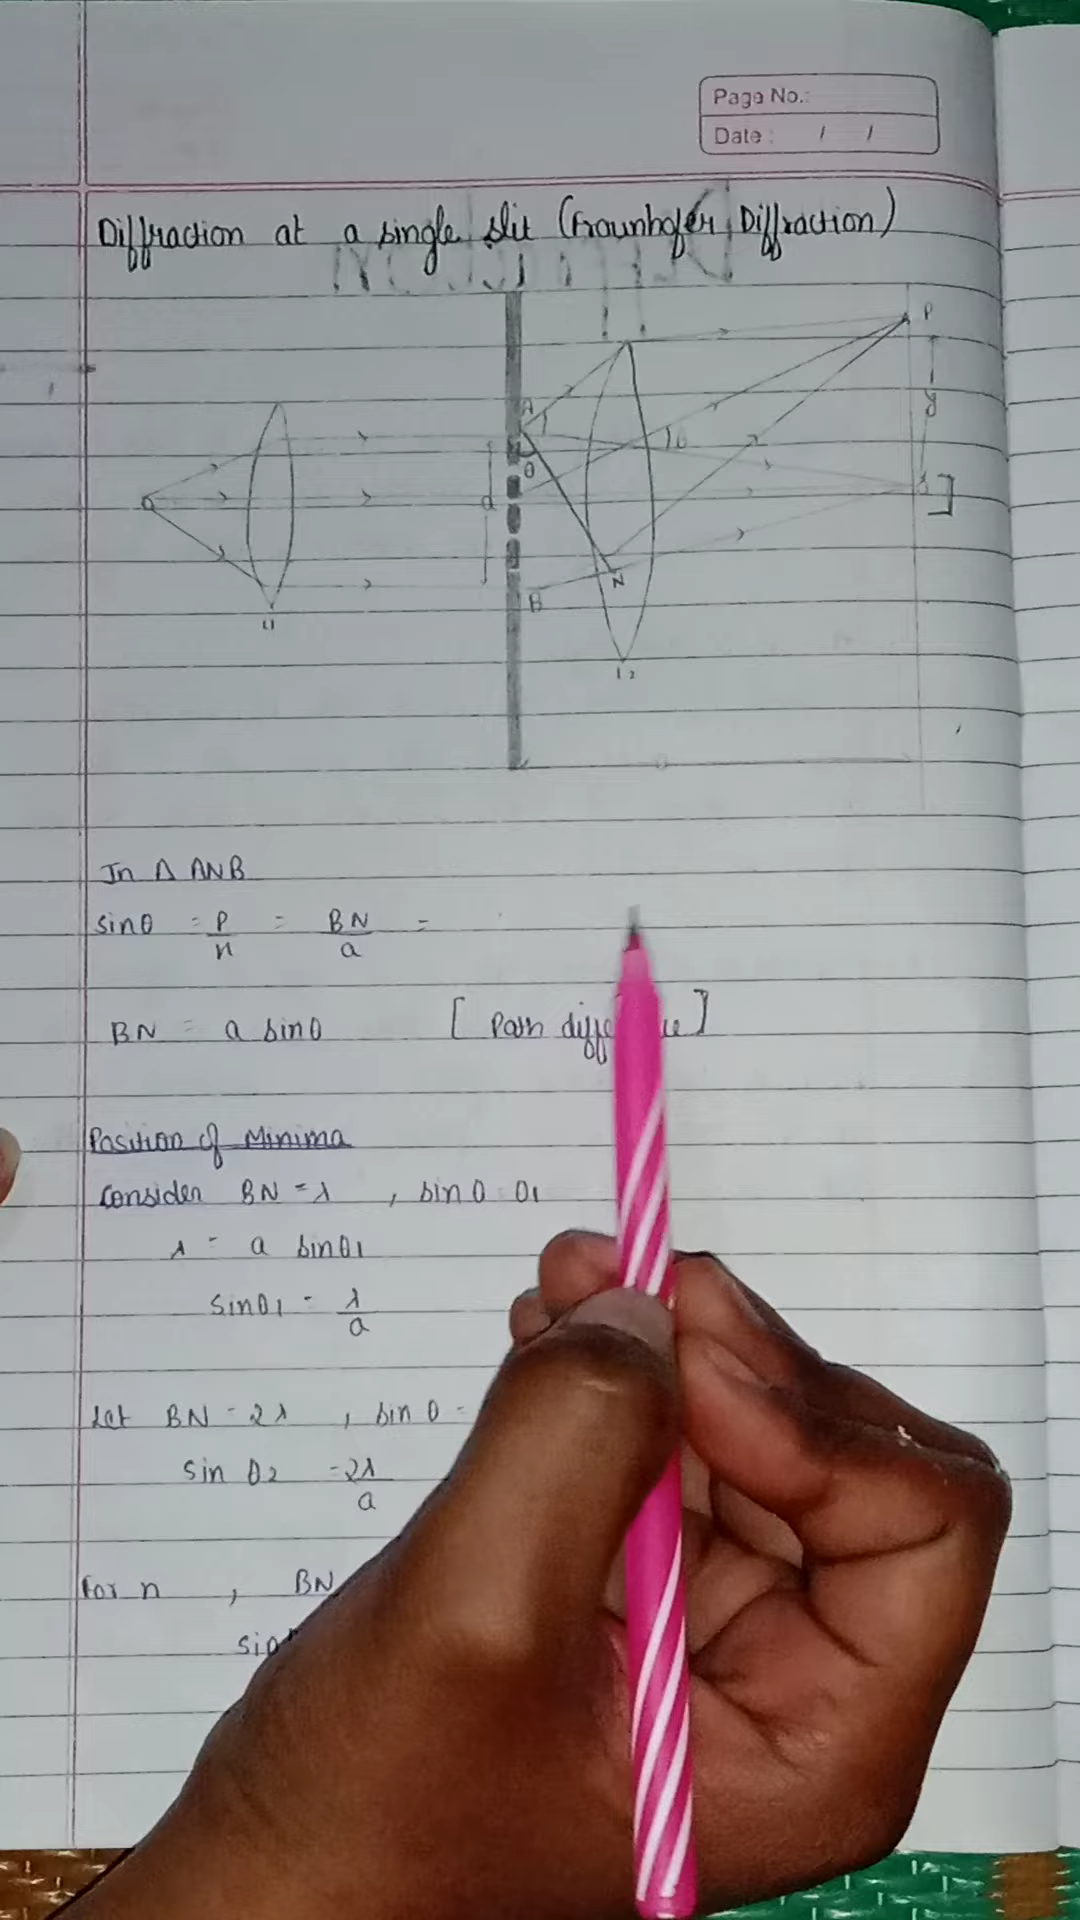 Page No.:
Date : / /
Diffraction at a single slit (Fraunhofer Diffraction)
P
A
y
θ
θ
a
N
B
L1
L2
D
In Δ ANB
sinθ = P/n = BN/a =
BN = a sinθ [ Path
Position of Minima
Consider BN = λ , sin θ θ1
λ = a sinθ1
Sinθ1 = λ/a
Let BN = 2λ , sin θ =
Sin θ2 = 2λ/a
For n , BN